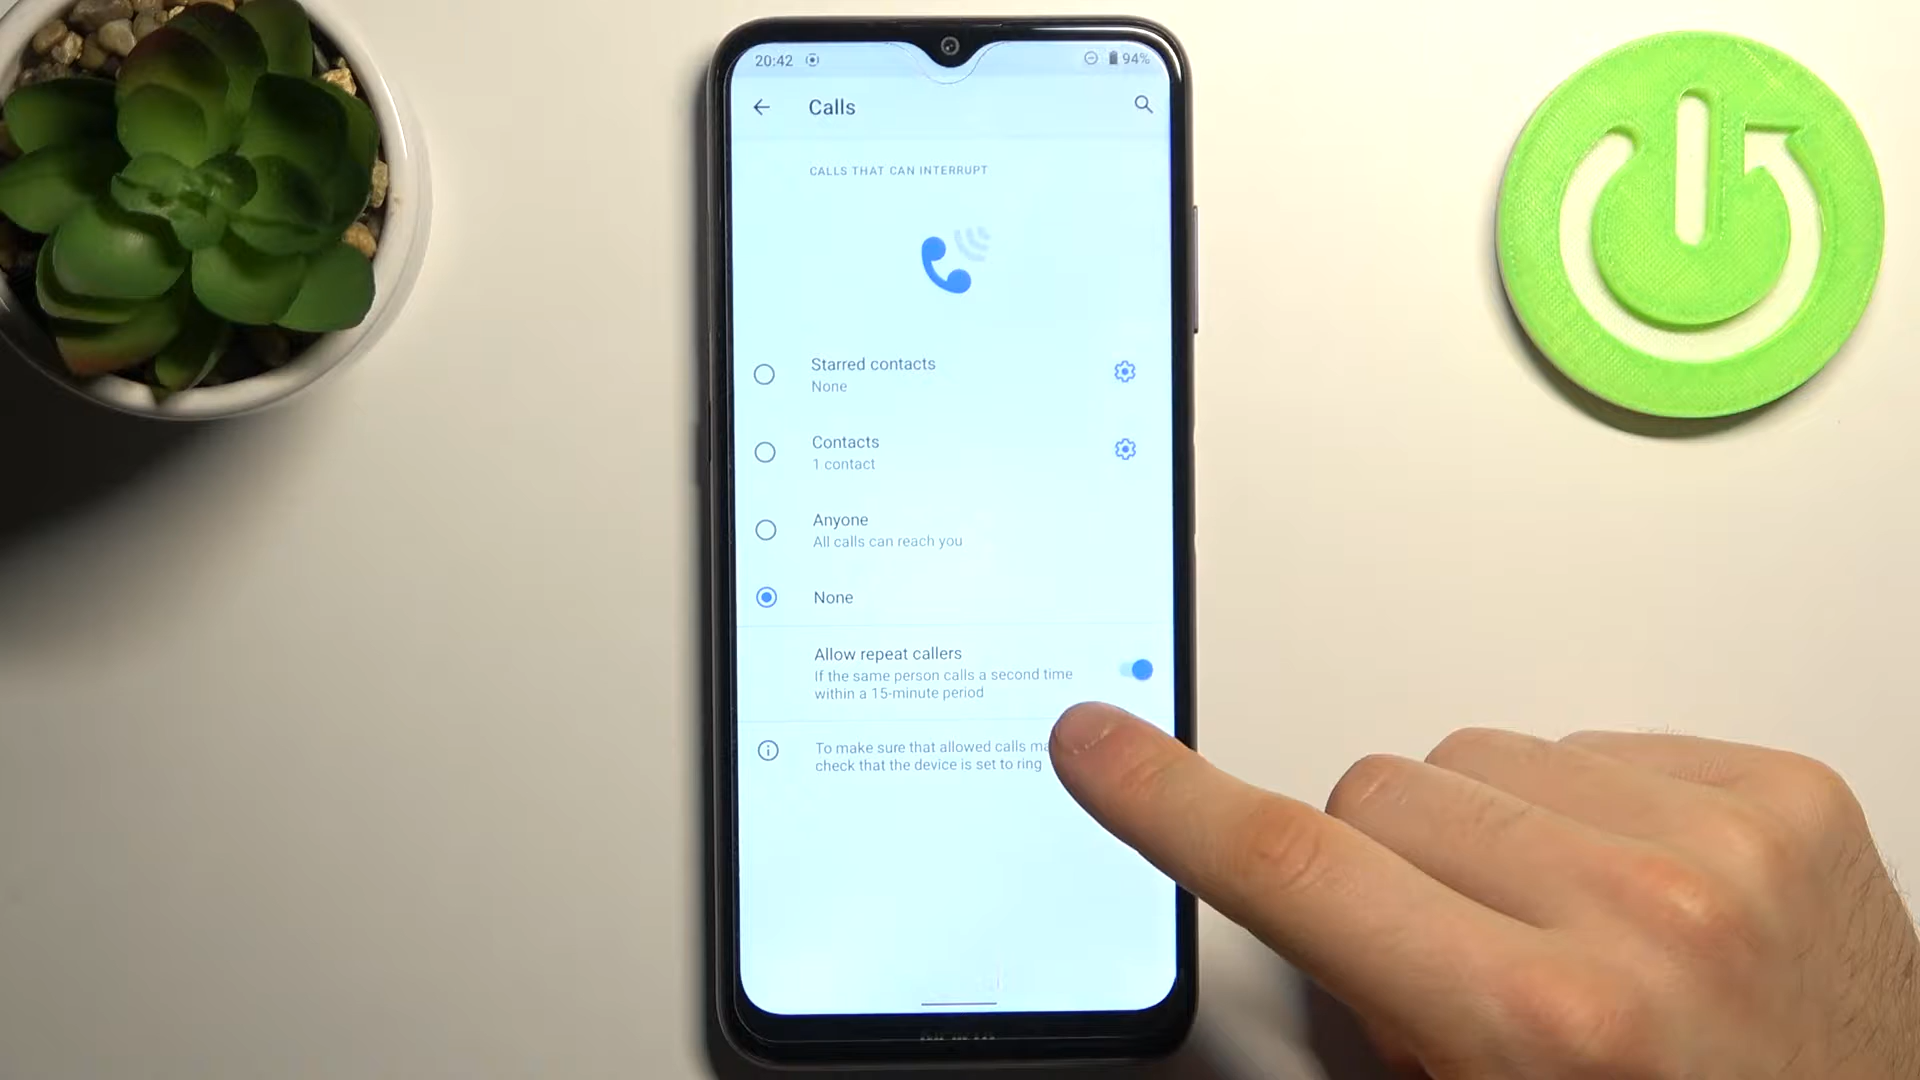 20:42
94%
Calls
CALLS THAT CAN INTERRUPT
Starred contacts
None
Contacts
1 contact
Anyone
All calls can reach you
None
Allow repeat callers
If the same person calls a second time
within a 15-minute period
To make sure that allowed calls ma
check that the device is set to ring